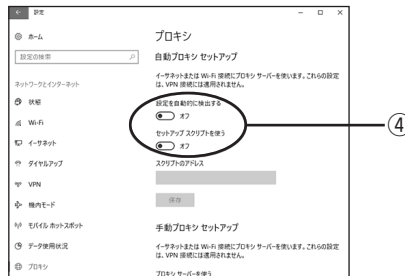 設定
ホーム
設定の検索
ネットワークとインターネット
状態
Wi-Fi
イーサネット
ダイヤルアップ
VPN
機内モード
モバイル ホットスポット
データ使用状況
プロキシ
プロキシ
自動プロキシ セットアップ
イーサネットまたは Wi-Fi 接続にプロキシ サーバーを使います。これらの設定
は、VPN 接続には適用されません。
設定を自動的に検出する
オフ
セットアップ スクリプトを使う
オフ
スクリプトのアドレス
保存
手動プロキシ セットアップ
イーサネットまたは Wi-Fi 接続にプロキシ サーバーを使います。これらの設定
は、VPN 接続には適用されません。
プロキシ サーバーを使う
④